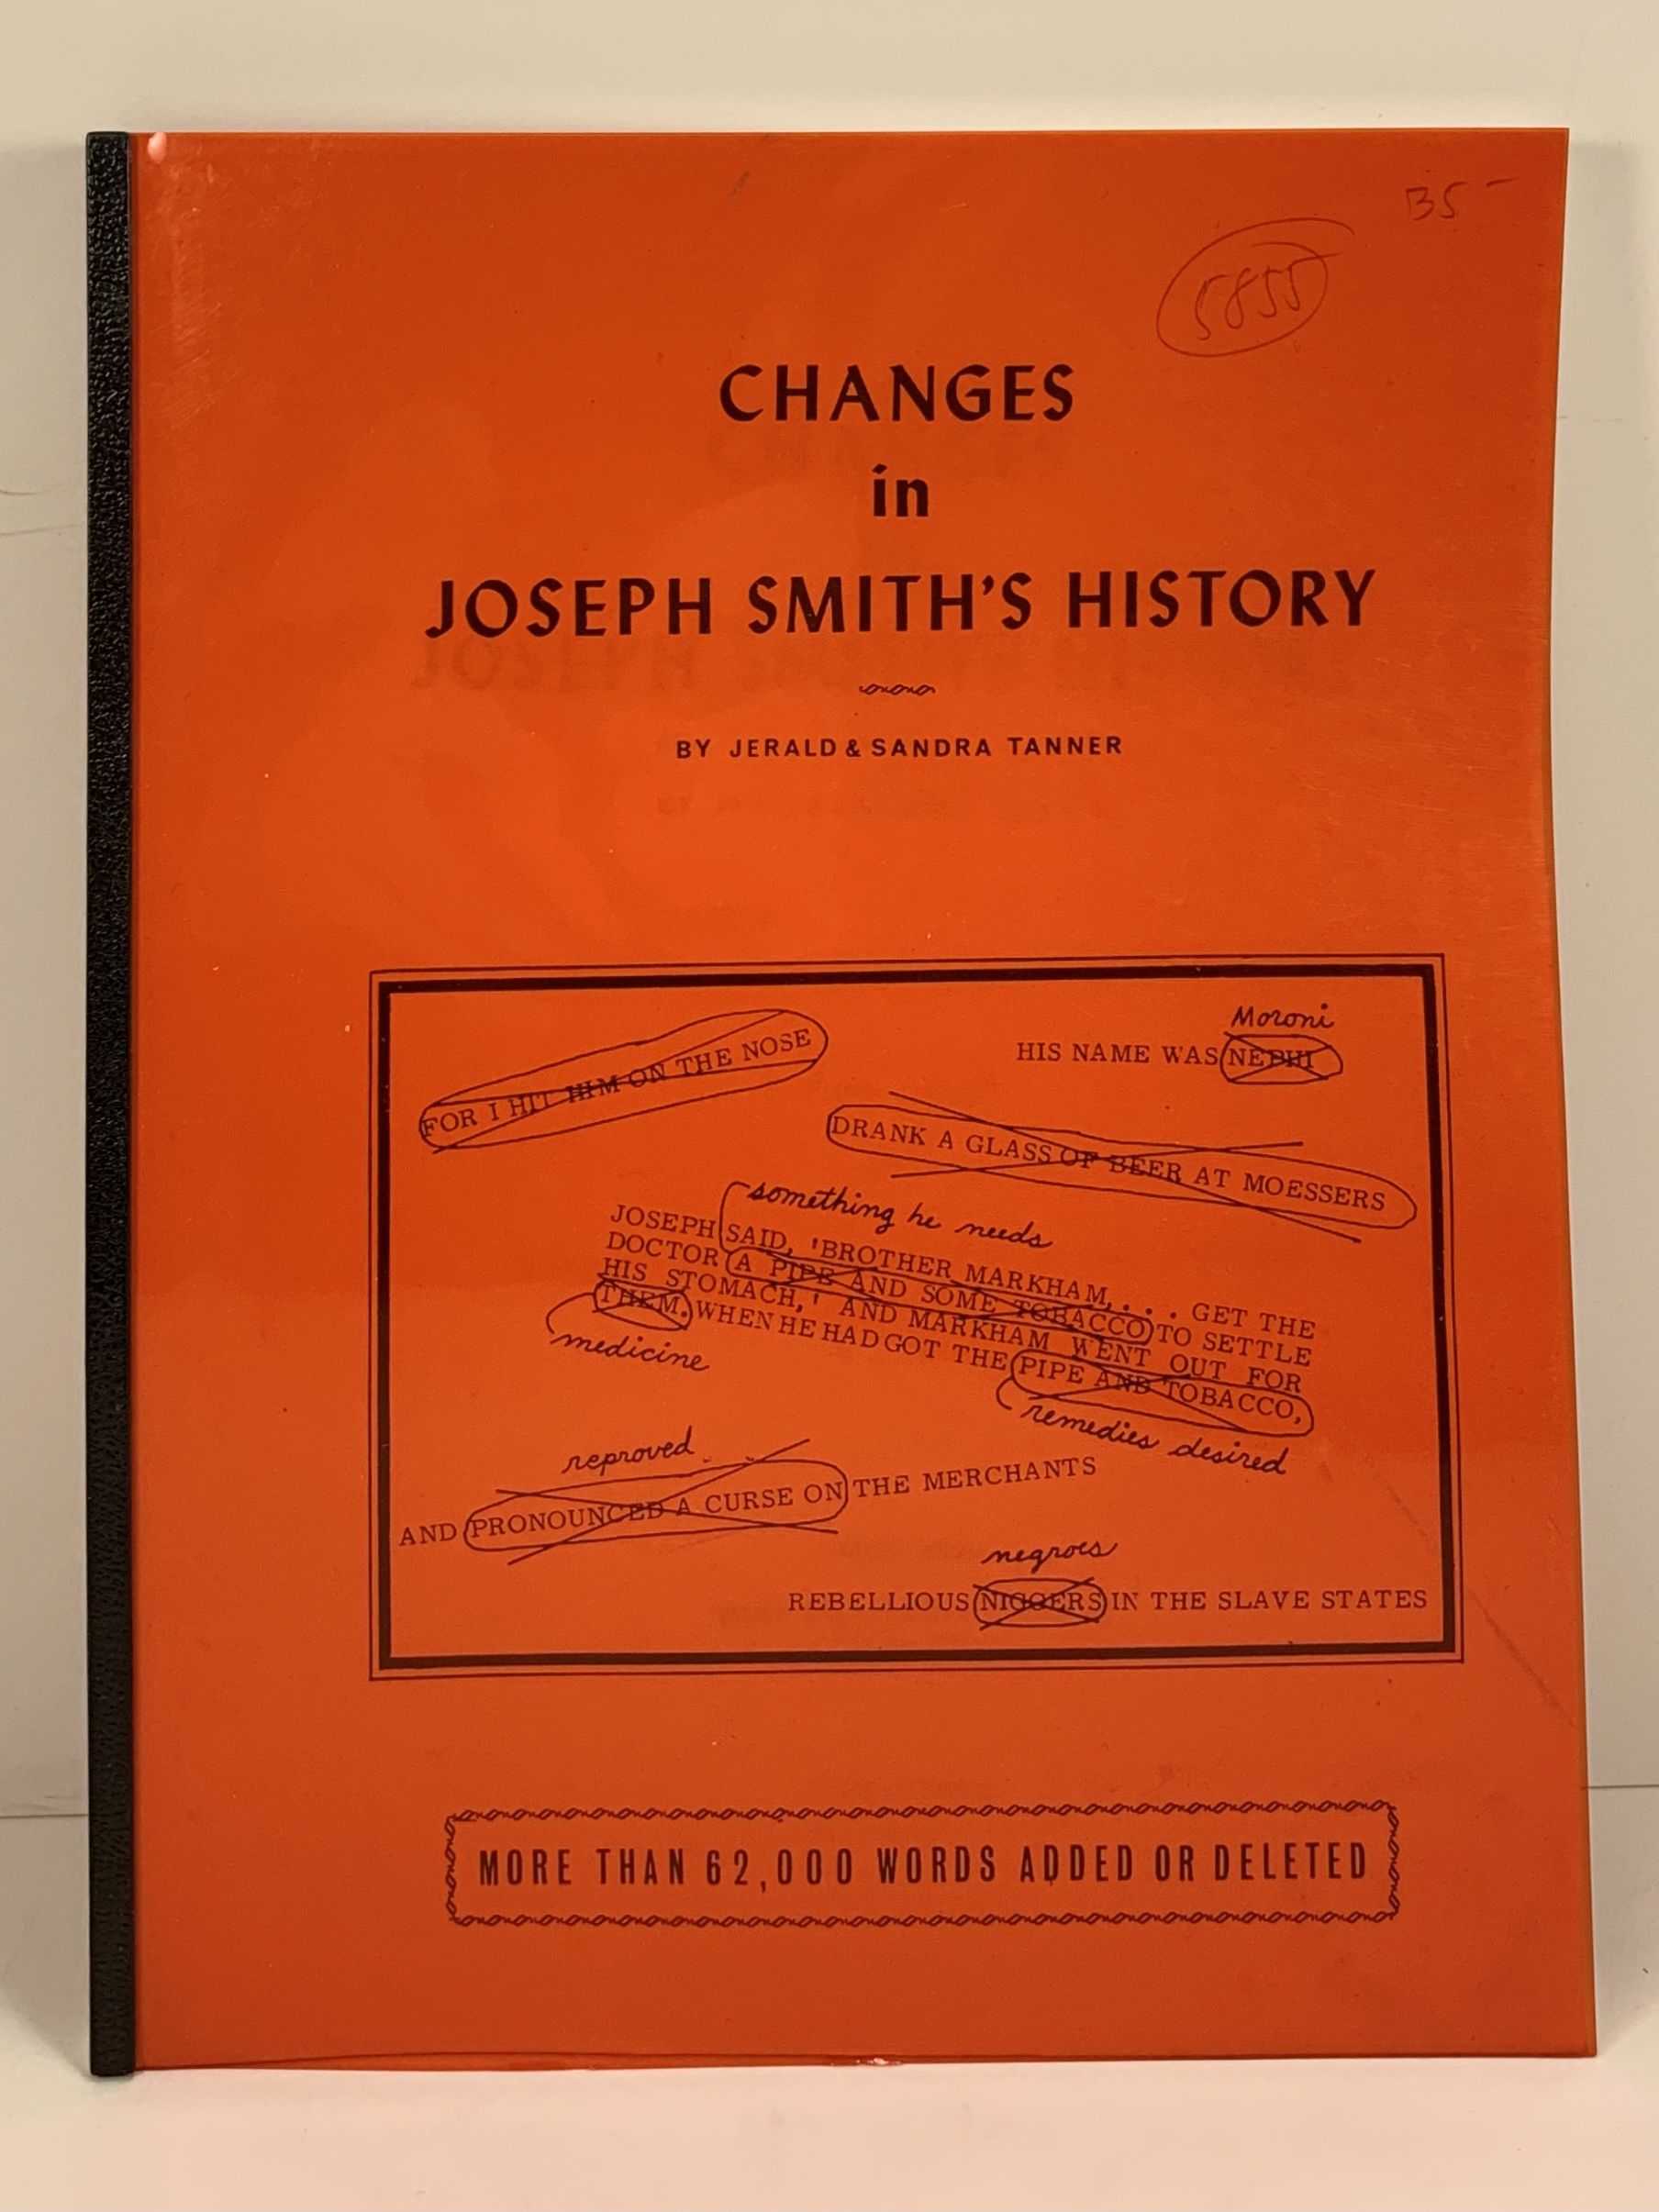 35-
5855
CHANGES
in
JOSEPH SMITH'S HISTORY
BY JERALD & SANDRA TANNER
FOR I HIT HIM ON THE NOSE
Moroni
HIS NAME WAS NEPHI
DRANK A GLASS OF BEER AT MOESSERS
something he needs
JOSEPH SAID, 'BROTHER MARKHAM, . . . GET THE
DOCTOR A PIPE AND SOME TOBACCO TO SETTLE
HIS STOMACH,' AND MARKHAM WENT OUT FOR
THEM. WHEN HE HAD GOT THE PIPE AND TOBACCO,
medicine
remedies desired
reproved
AND PRONOUNCED A CURSE ON THE MERCHANTS
negroes
REBELLIOUS NIGGERS IN THE SLAVE STATES
MORE THAN 62,000 WORDS ADDED OR DELETED